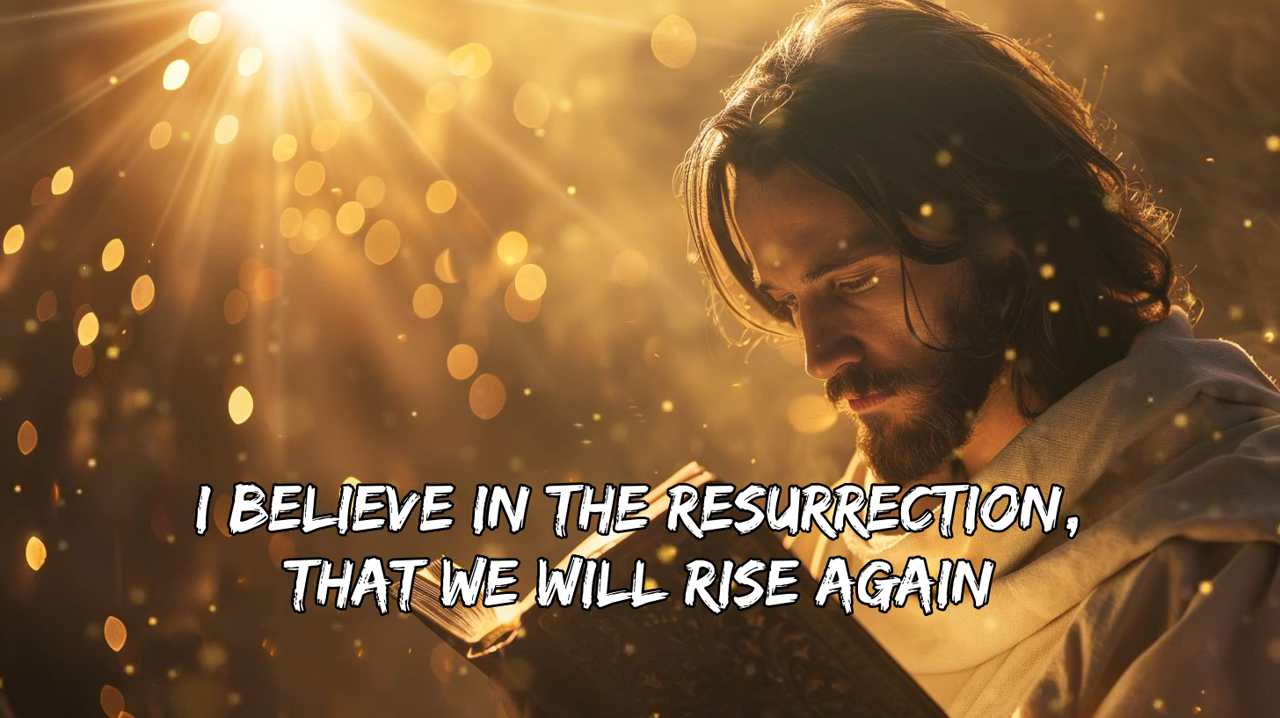 I BELIEVE IN THE RESURRECTION,
THAT WE WILL RISE AGAIN